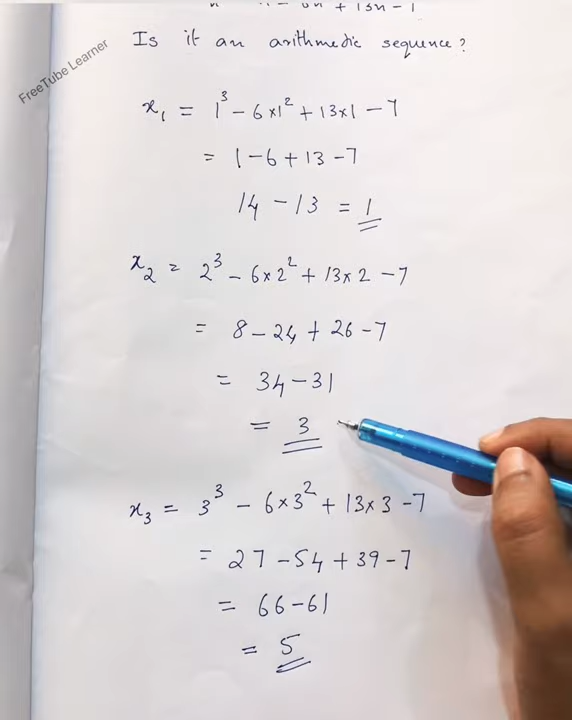 Is it an arithmedic sequence?
FreeTube Learner
x₁ = 1³ - 6×1² + 13×1 - 7
= 1 - 6 + 13 - 7
14 - 13 = 1
x₂ = 2³ - 6×2² + 13×2 - 7
= 8 - 24 + 26 - 7
= 34 - 31
= 3
x₃ = 3³ - 6×3² + 13×3 - 7
= 27 - 54 + 39 - 7
= 66 - 61
= 5